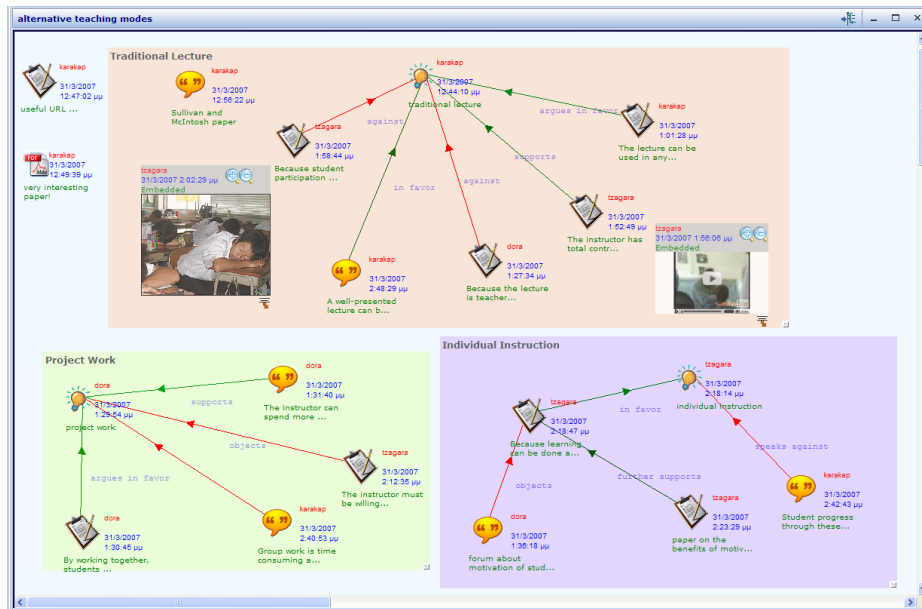 alternative teaching modes
karakap
31/3/2007
12:47:02 μμ
useful URL ...
karakap
31/3/2007
12:49:39 μμ
very interesting
paper!
Traditional Lecture
karakap
31/3/2007
12:56:22 μμ
Sullivan and
McIntosh paper
karakap
31/3/2007
12:44:10 μμ
traditional lecture
tzagara
31/3/2007
1:58:44 μμ
Because student
participation ...
against
in favor
against
supports
argues in favor
karakap
31/3/2007
1:01:28 μμ
The lecture can be
used in any...
tzagara
31/3/2007 2:02:29 μμ
Embedded
karakap
31/3/2007
2:48:29 μμ
A well-presented
lecture can b...
dora
31/3/2007
1:27:34 μμ
Because the lecture
is teacher...
tzagara
31/3/2007
1:52:49 μμ
The instructor has
total contr...
tzagara
31/3/2007 1:56:06 μμ
Embedded
Project Work
dora
31/3/2007
1:29:54 μμ
project work
supports
31/3/2007
1:31:40 μμ
The instructor can
spend more ...
objects
tzagara
31/3/2007
2:12:35 μμ
The instructor must
be willing...
argues in favor
dora
31/3/2007
1:30:45 μμ
By working together,
students ...
karakap
31/3/2007
2:40:53 μμ
Group work is time
consuming a...
Individual Instruction
tzagara
31/3/2007
2:18:14 μμ
individual instruction
in favor
tzagara
31/3/2007
2:18:47 μμ
Because learning
can be done a...
speaks against
objects
further supports
karakap
31/3/2007
2:42:43 μμ
Student progress
through these...
dora
31/3/2007
1:36:18 μμ
forum about
motivation of stud...
tzagara
31/3/2007
2:23:29 μμ
paper on the
benefits of motiv...